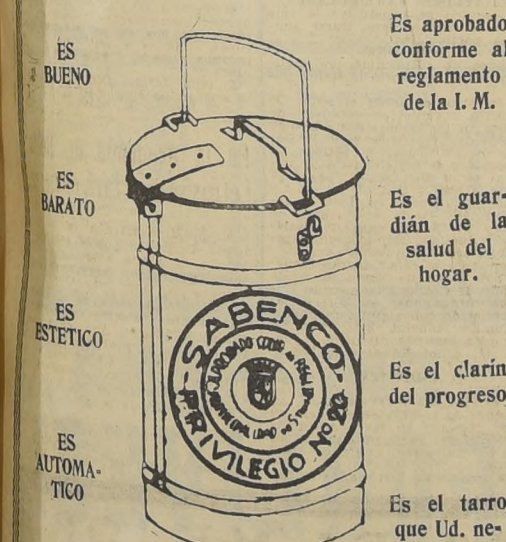 ES
BUENO
ES
BARATO
ES
ESTETICO
ES
AUTOMA-
TICO
SABENCO
PRIVILEGIO Nº 20
APROBADO
Es aprobado
conforme al
reglamento
de la I. M.
Es el guar-
dián de la
salud del
hogar.
Es el clarín
del progreso
Es el tarro
que Ud. ne-